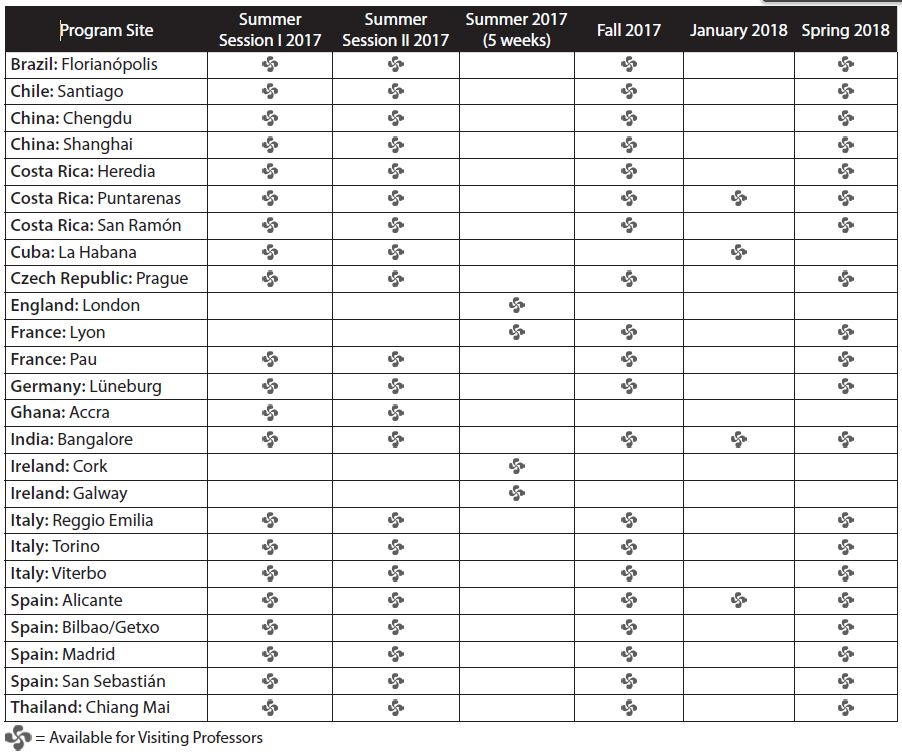 Program Site
Summer
Session I 2017
Summer
Session II 2017
Summer 2017
(5 weeks)
Fall 2017
January 2018
Spring 2018
Brazil: Florianópolis
Chile: Santiago
China: Chengdu
China: Shanghai
Costa Rica: Heredia
Costa Rica: Puntarenas
Costa Rica: San Ramón
Cuba: La Habana
Czech Republic: Prague
England: London
France: Lyon
France: Pau
Germany: Lüneburg
Ghana: Accra
India: Bangalore
Ireland: Cork
Ireland: Galway
Italy: Reggio Emilia
Italy: Torino
Italy: Viterbo
Spain: Alicante
Spain: Bilbao/Getxo
Spain: Madrid
Spain: San Sebastián
Thailand: Chiang Mai
= Available for Visiting Professors